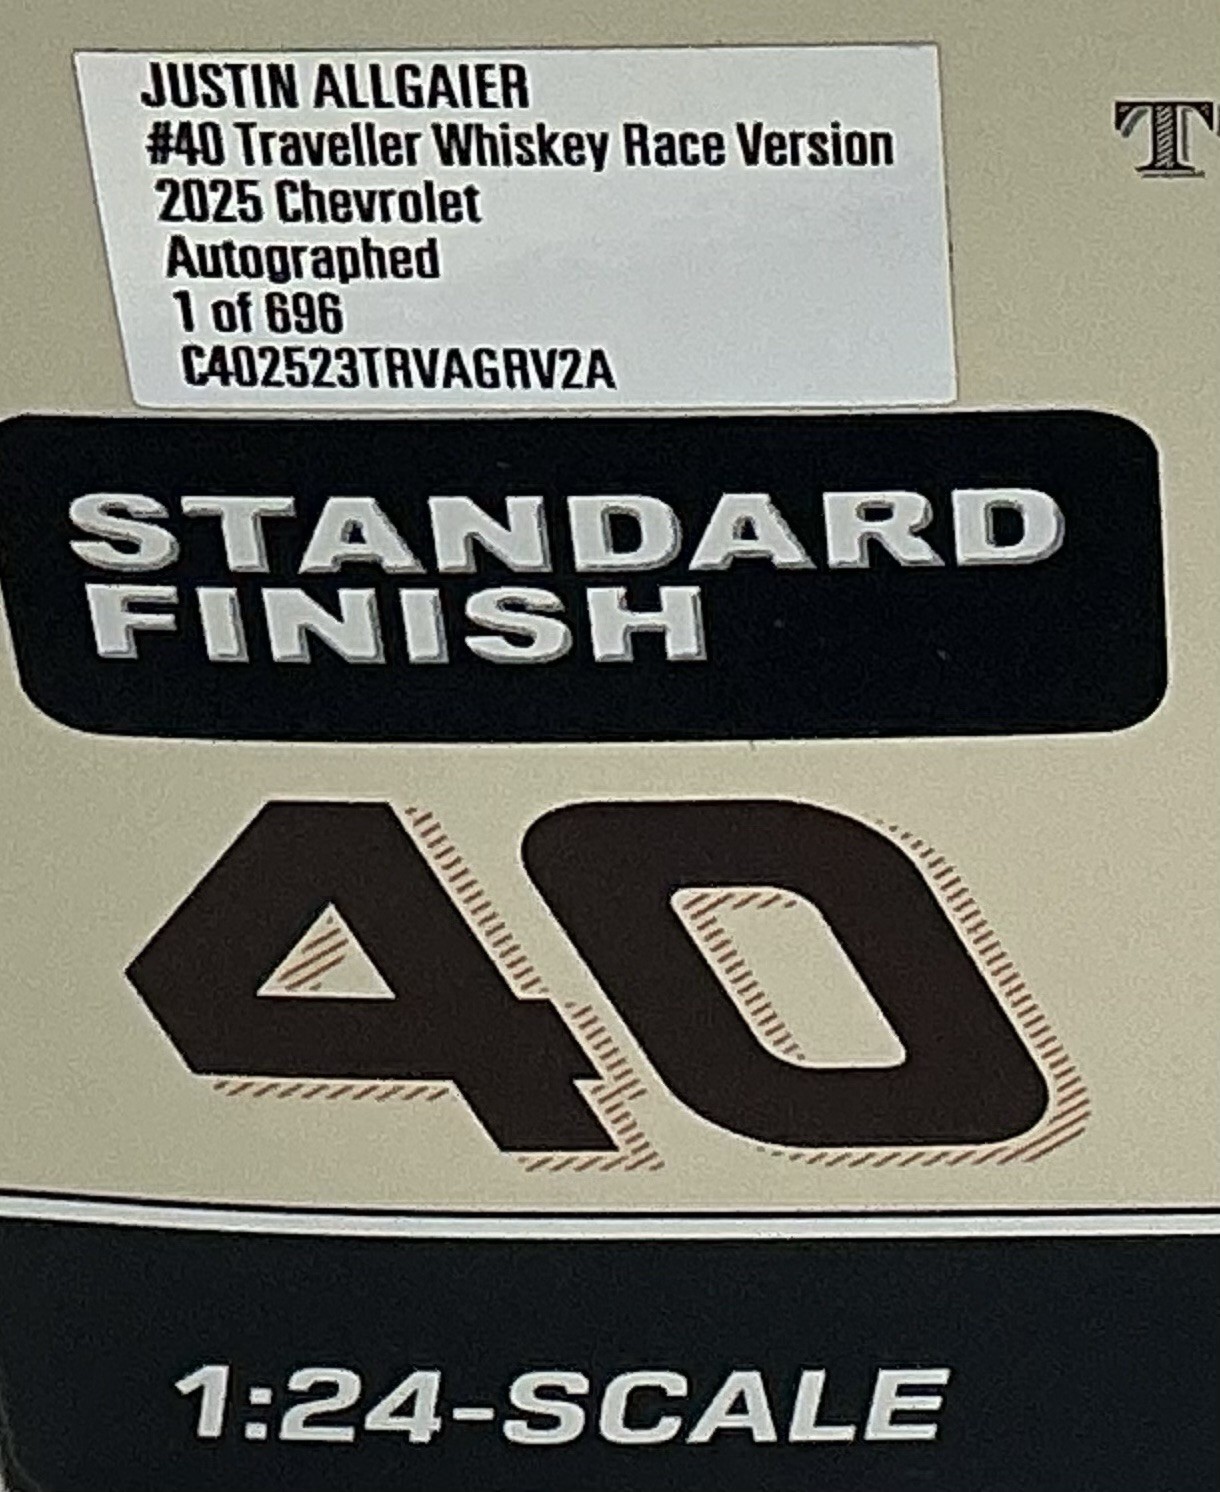 JUSTIN ALLGAIER
#40 Traveller Whiskey Race Version
2025 Chevrolet
Autographed
1 of 696
C402523TRVAGRV2A
T
STANDARD
FINISH
40
1:24-SCALE